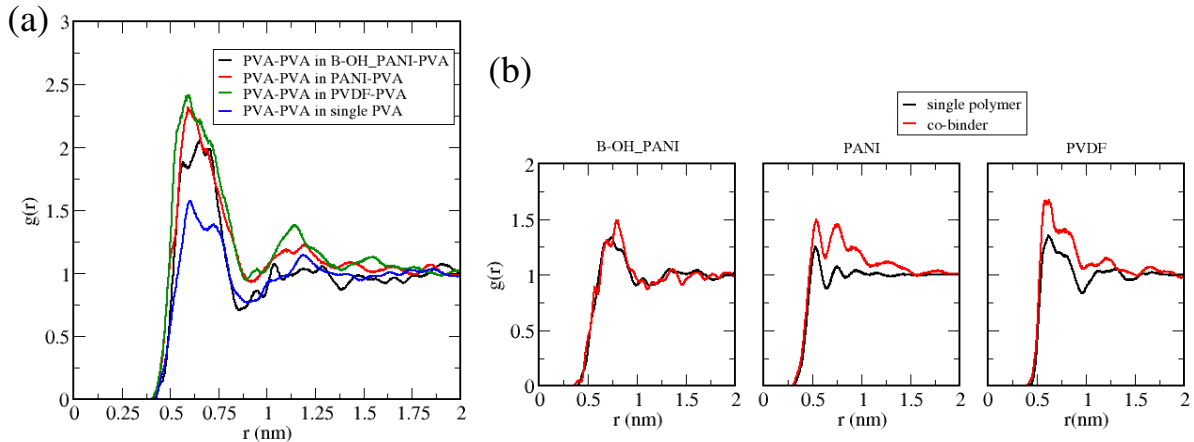 (a)
3
2.5
2
1.5
1
0.5
0
g(r)
PVA-PVA in B-OH_PANI-PVA
PVA-PVA in PANI-PVA
PVA-PVA in PVDF-PVA
PVA-PVA in single PVA
0 0.25 0.5 0.75 1 1.25 1.5 1.75 2
r (nm)
(b)
single polymer
co-binder
B-OH_PANI PANI PVDF
2
1.5
1
0.5
0
g(r)
0 0.5 1 1.5 2 0 0.5 1 1.5 2 0 0.5 1 1.5 2
r (nm) r (nm) r(nm)